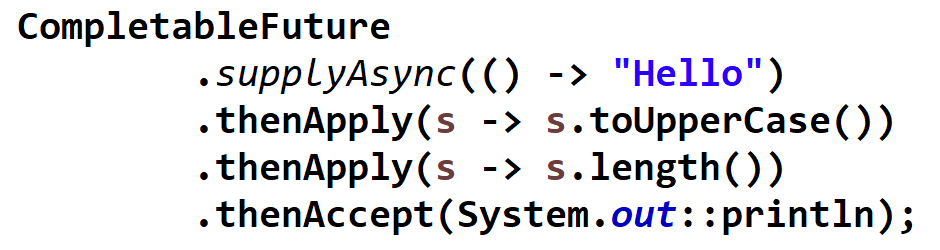 CompletableFuture
.supplyAsync(() -> "Hello")
.thenApply(s -> s.toUpperCase())
.thenApply(s -> s.length())
.thenAccept(System.out::println);